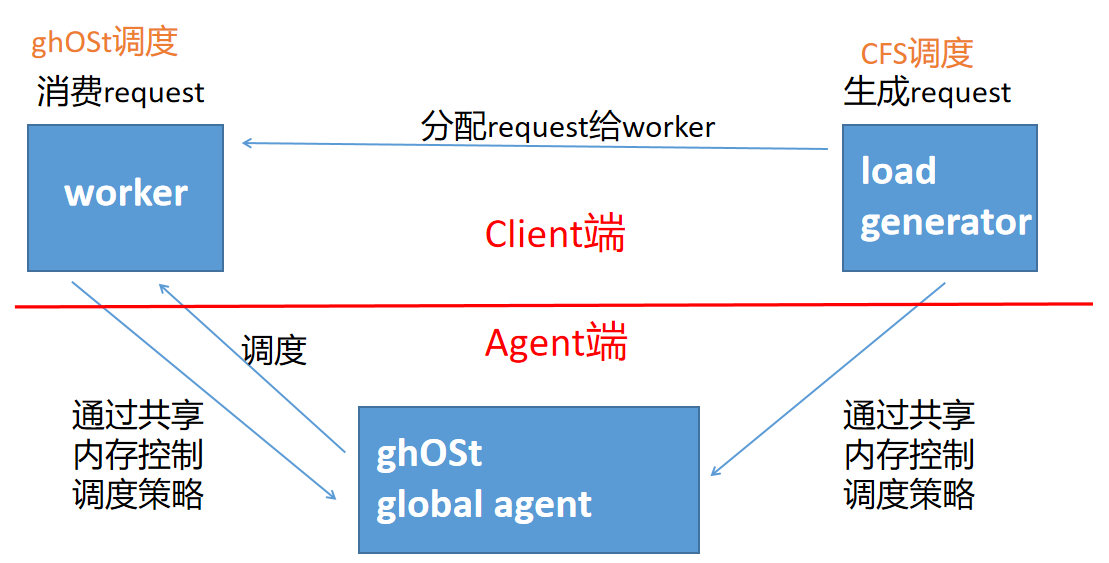 ghOSt调度
消费request
worker
CFS调度
生成request
load
generator
分配request给worker
Client端
Agent端
调度
通过共享
内存控制
调度策略
ghOSt
global agent
通过共享
内存控制
调度策略